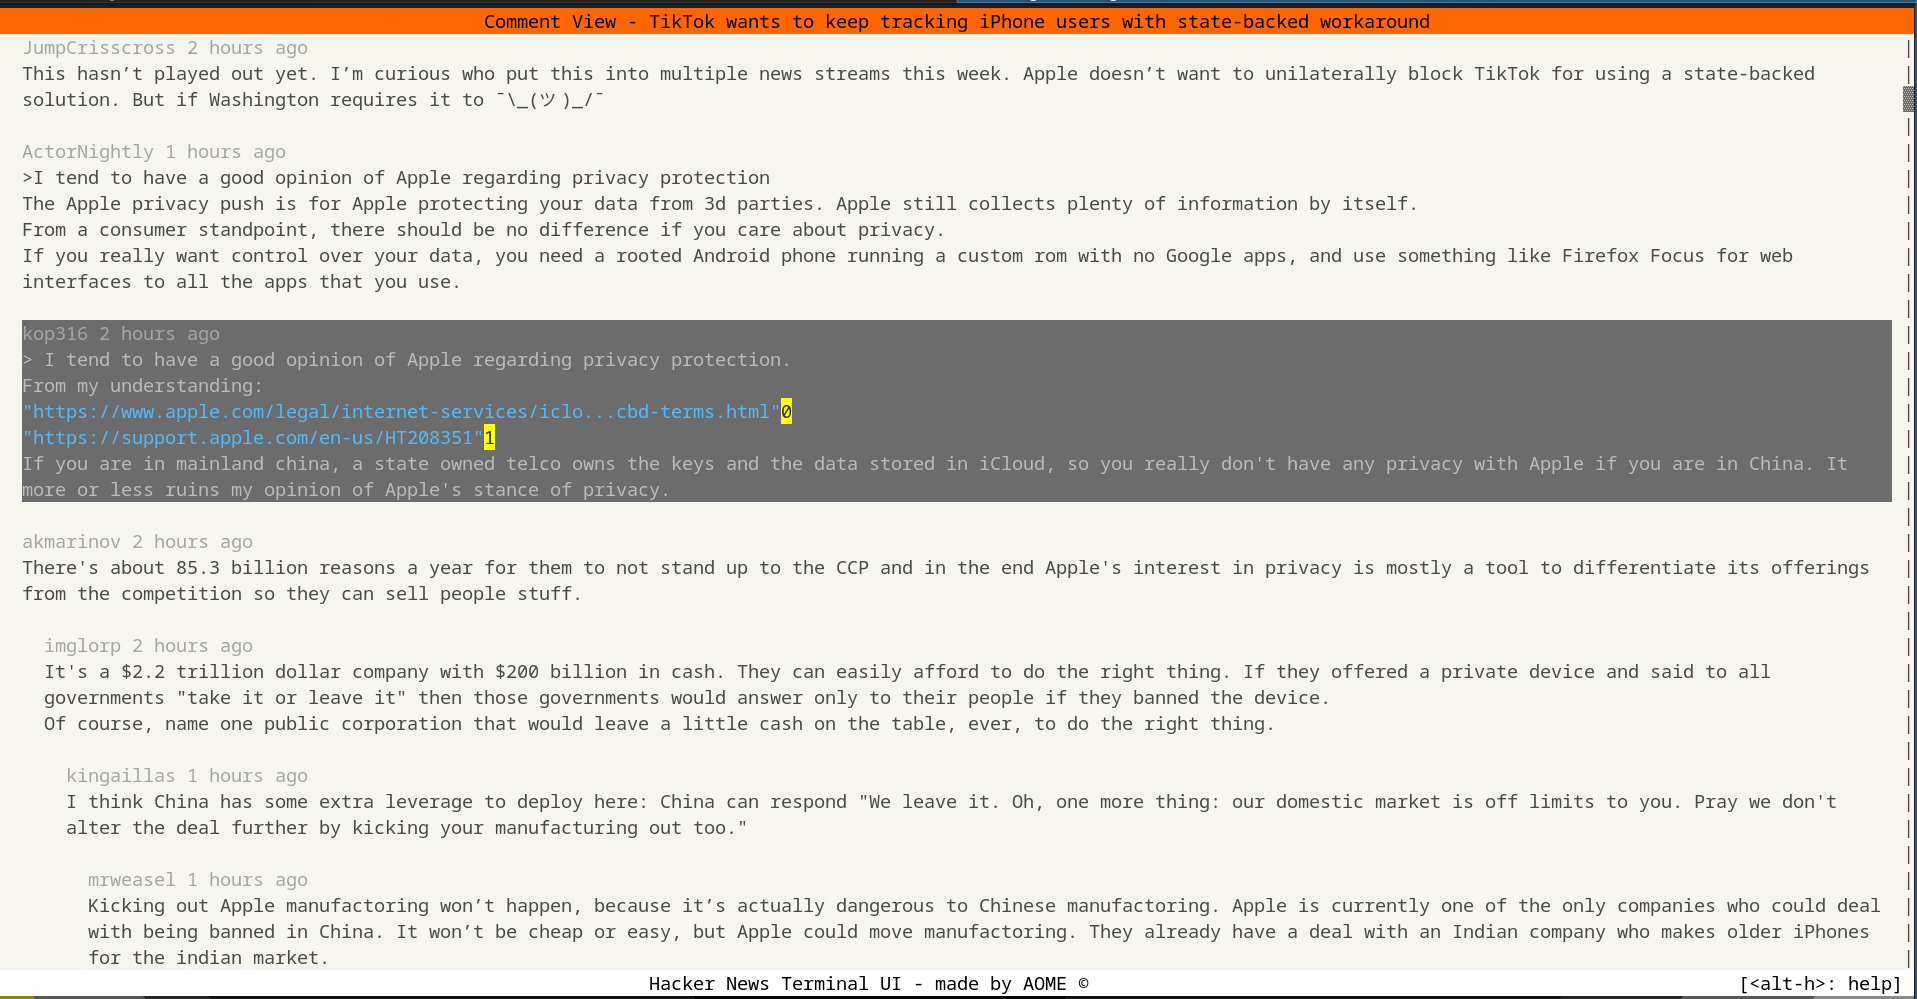 Comment View - TikTok wants to keep tracking iPhone users with state-backed workaround
JumpCrisscross 2 hours ago
This hasn’t played out yet. I’m curious who put this into multiple news streams this week. Apple doesn’t want to unilaterally block TikTok for using a state-backed
solution. But if Washington requires it to ¯\_(ツ)_/¯
ActorNightly 1 hours ago
>I tend to have a good opinion of Apple regarding privacy protection
The Apple privacy push is for Apple protecting your data from 3d parties. Apple still collects plenty of information by itself.
From a consumer standpoint, there should be no difference if you care about privacy.
If you really want control over your data, you need a rooted Android phone running a custom rom with no Google apps, and use something like Firefox Focus for web
interfaces to all the apps that you use.
kop316 2 hours ago
> I tend to have a good opinion of Apple regarding privacy protection.
From my understanding:
"https://www.apple.com/legal/internet-services/iclo...cbd-terms.html"0
"https://support.apple.com/en-us/HT208351"1
If you are in mainland china, a state owned telco owns the keys and the data stored in iCloud, so you really don't have any privacy with Apple if you are in China. It
more or less ruins my opinion of Apple's stance of privacy.
akmarinov 2 hours ago
There's about 85.3 billion reasons a year for them to not stand up to the CCP and in the end Apple's interest in privacy is mostly a tool to differentiate its offerings
from the competition so they can sell people stuff.
imglorp 2 hours ago
It's a $2.2 trillion dollar company with $200 billion in cash. They can easily afford to do the right thing. If they offered a private device and said to all
governments "take it or leave it" then those governments would answer only to their people if they banned the device.
Of course, name one public corporation that would leave a little cash on the table, ever, to do the right thing.
kingaillas 1 hours ago
I think China has some extra leverage to deploy here: China can respond "We leave it. Oh, one more thing: our domestic market is off limits to you. Pray we don't
alter the deal further by kicking your manufacturing out too."
mrweasel 1 hours ago
Kicking out Apple manufactoring won’t happen, because it’s actually dangerous to Chinese manufactoring. Apple is currently one of the only companies who could deal
with being banned in China. It won’t be cheap or easy, but Apple could move manufactoring. They already have a deal with an Indian company who makes older iPhones
for the indian market.
Hacker News Terminal UI - made by AOME ©
[<alt-h>: help]